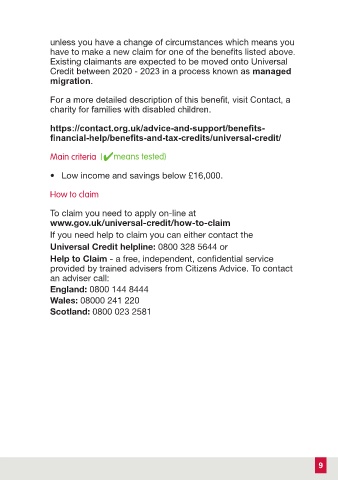 unless you have a change of circumstances which means you
have to make a new claim for one of the benefits listed above.
Existing claimants are expected to be moved onto Universal
Credit between 2020 - 2023 in a process known as managed
migration.
For a more detailed description of this benefit, visit Contact, a
charity for families with disabled children.
https://contact.org.uk/advice-and-support/benefits-
financial-help/benefits-and-tax-credits/universal-credit/
Main criteria (✔means tested)
• Low income and savings below £16,000.
How to claim
To claim you need to apply on-line at
www.gov.uk/universal-credit/how-to-claim
If you need help to claim you can either contact the
Universal Credit helpline: 0800 328 5644 or
Help to Claim - a free, independent, confidential service
provided by trained advisers from Citizens Advice. To contact
an adviser call:
England: 0800 144 8444
Wales: 08000 241 220
Scotland: 0800 023 2581
9